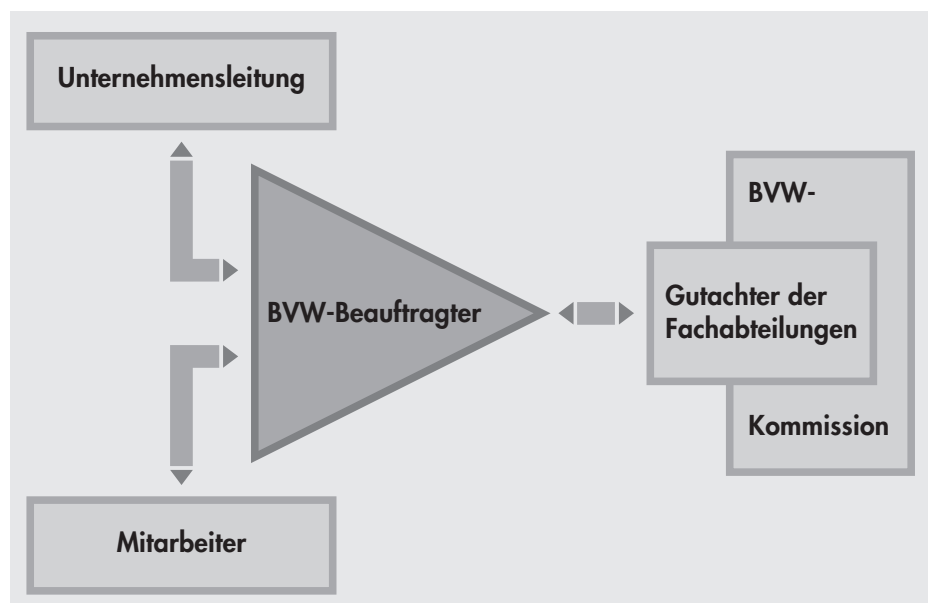 Unternehmensleitung
BVW-
BVW-Beauftragter
Gutachter der
Fachabteilungen
Kommission
Mitarbeiter